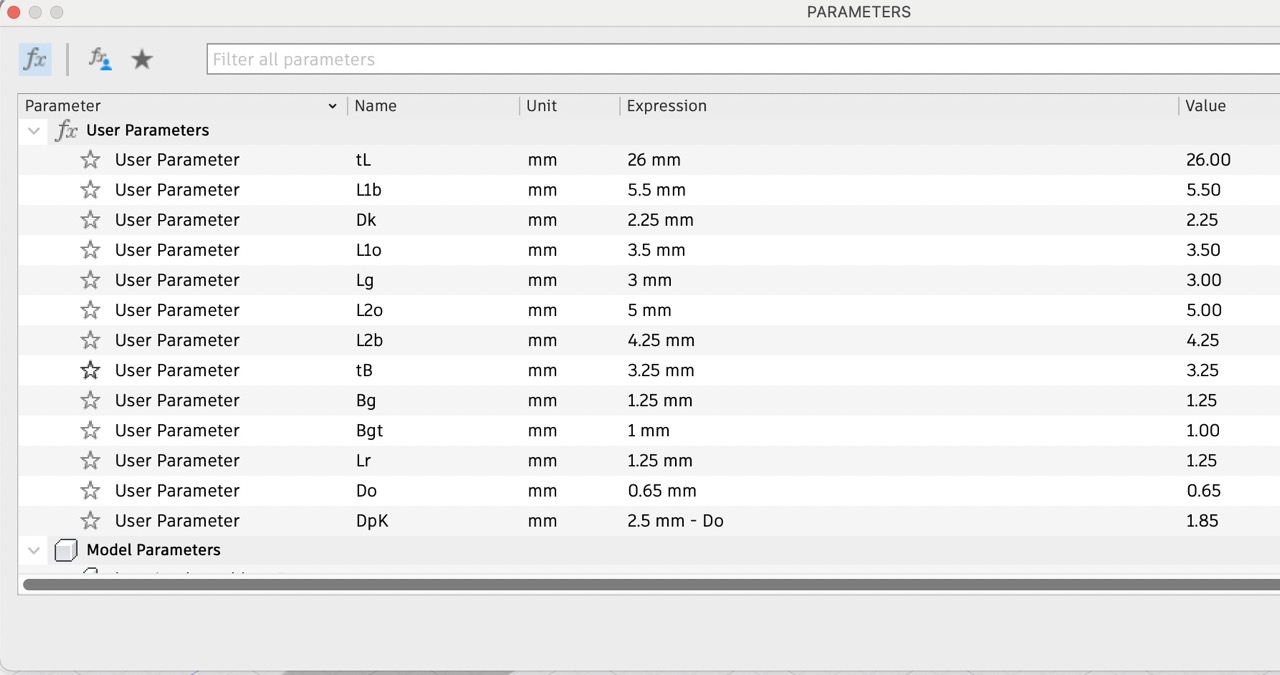 PARAMETERS
fx fx Filter all parameters
Parameter Name Unit Expression Value
fx User Parameters
User Parameter tL mm 26 mm 26.00
User Parameter L1b mm 5.5 mm 5.50
User Parameter Dk mm 2.25 mm 2.25
User Parameter L1o mm 3.5 mm 3.50
User Parameter Lg mm 3 mm 3.00
User Parameter L2o mm 5 mm 5.00
User Parameter L2b mm 4.25 mm 4.25
User Parameter tB mm 3.25 mm 3.25
User Parameter Bg mm 1.25 mm 1.25
User Parameter Bgt mm 1 mm 1.00
User Parameter Lr mm 1.25 mm 1.25
User Parameter Do mm 0.65 mm 0.65
User Parameter DpK mm 2.5 mm - Do 1.85
Model Parameters